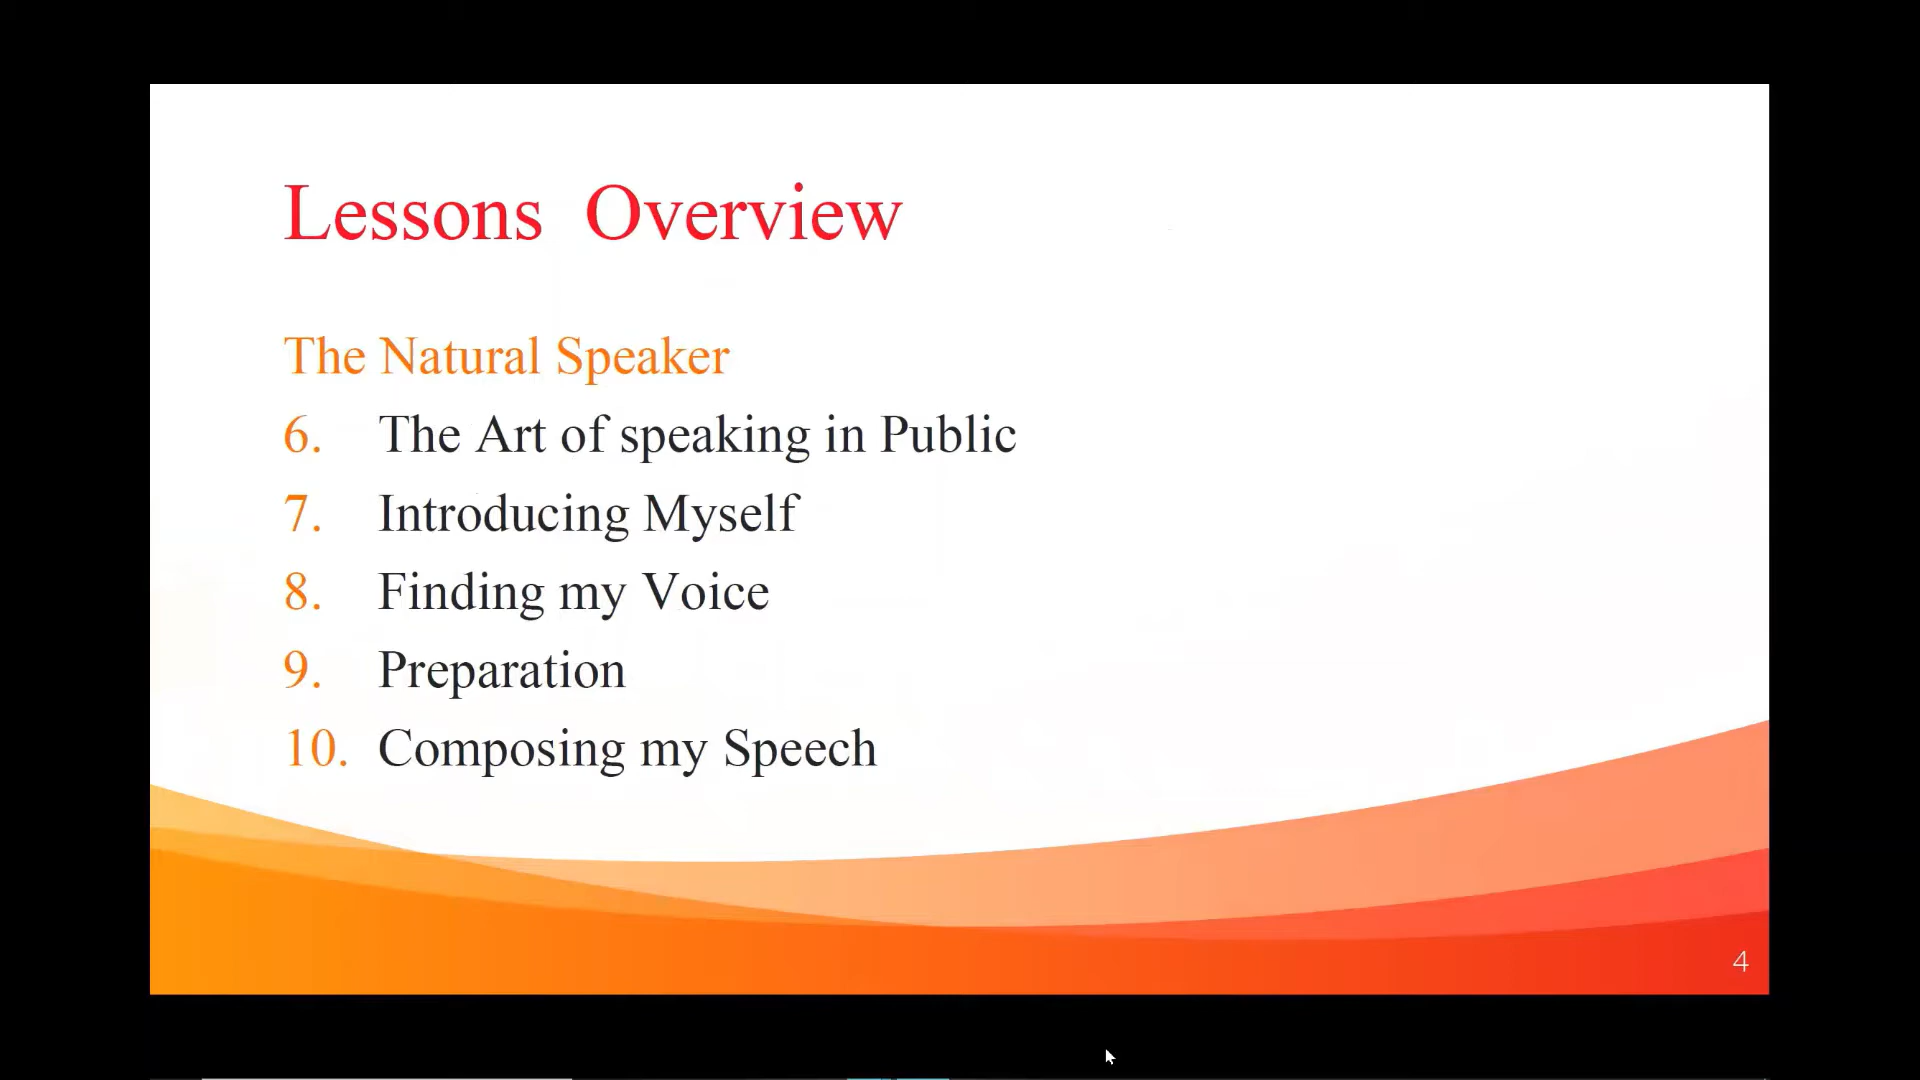 Lessons Overview
The Natural Speaker
6. The Art of speaking in Public
7. Introducing Myself
8. Finding my Voice
9. Preparation
10. Composing my Speech
4